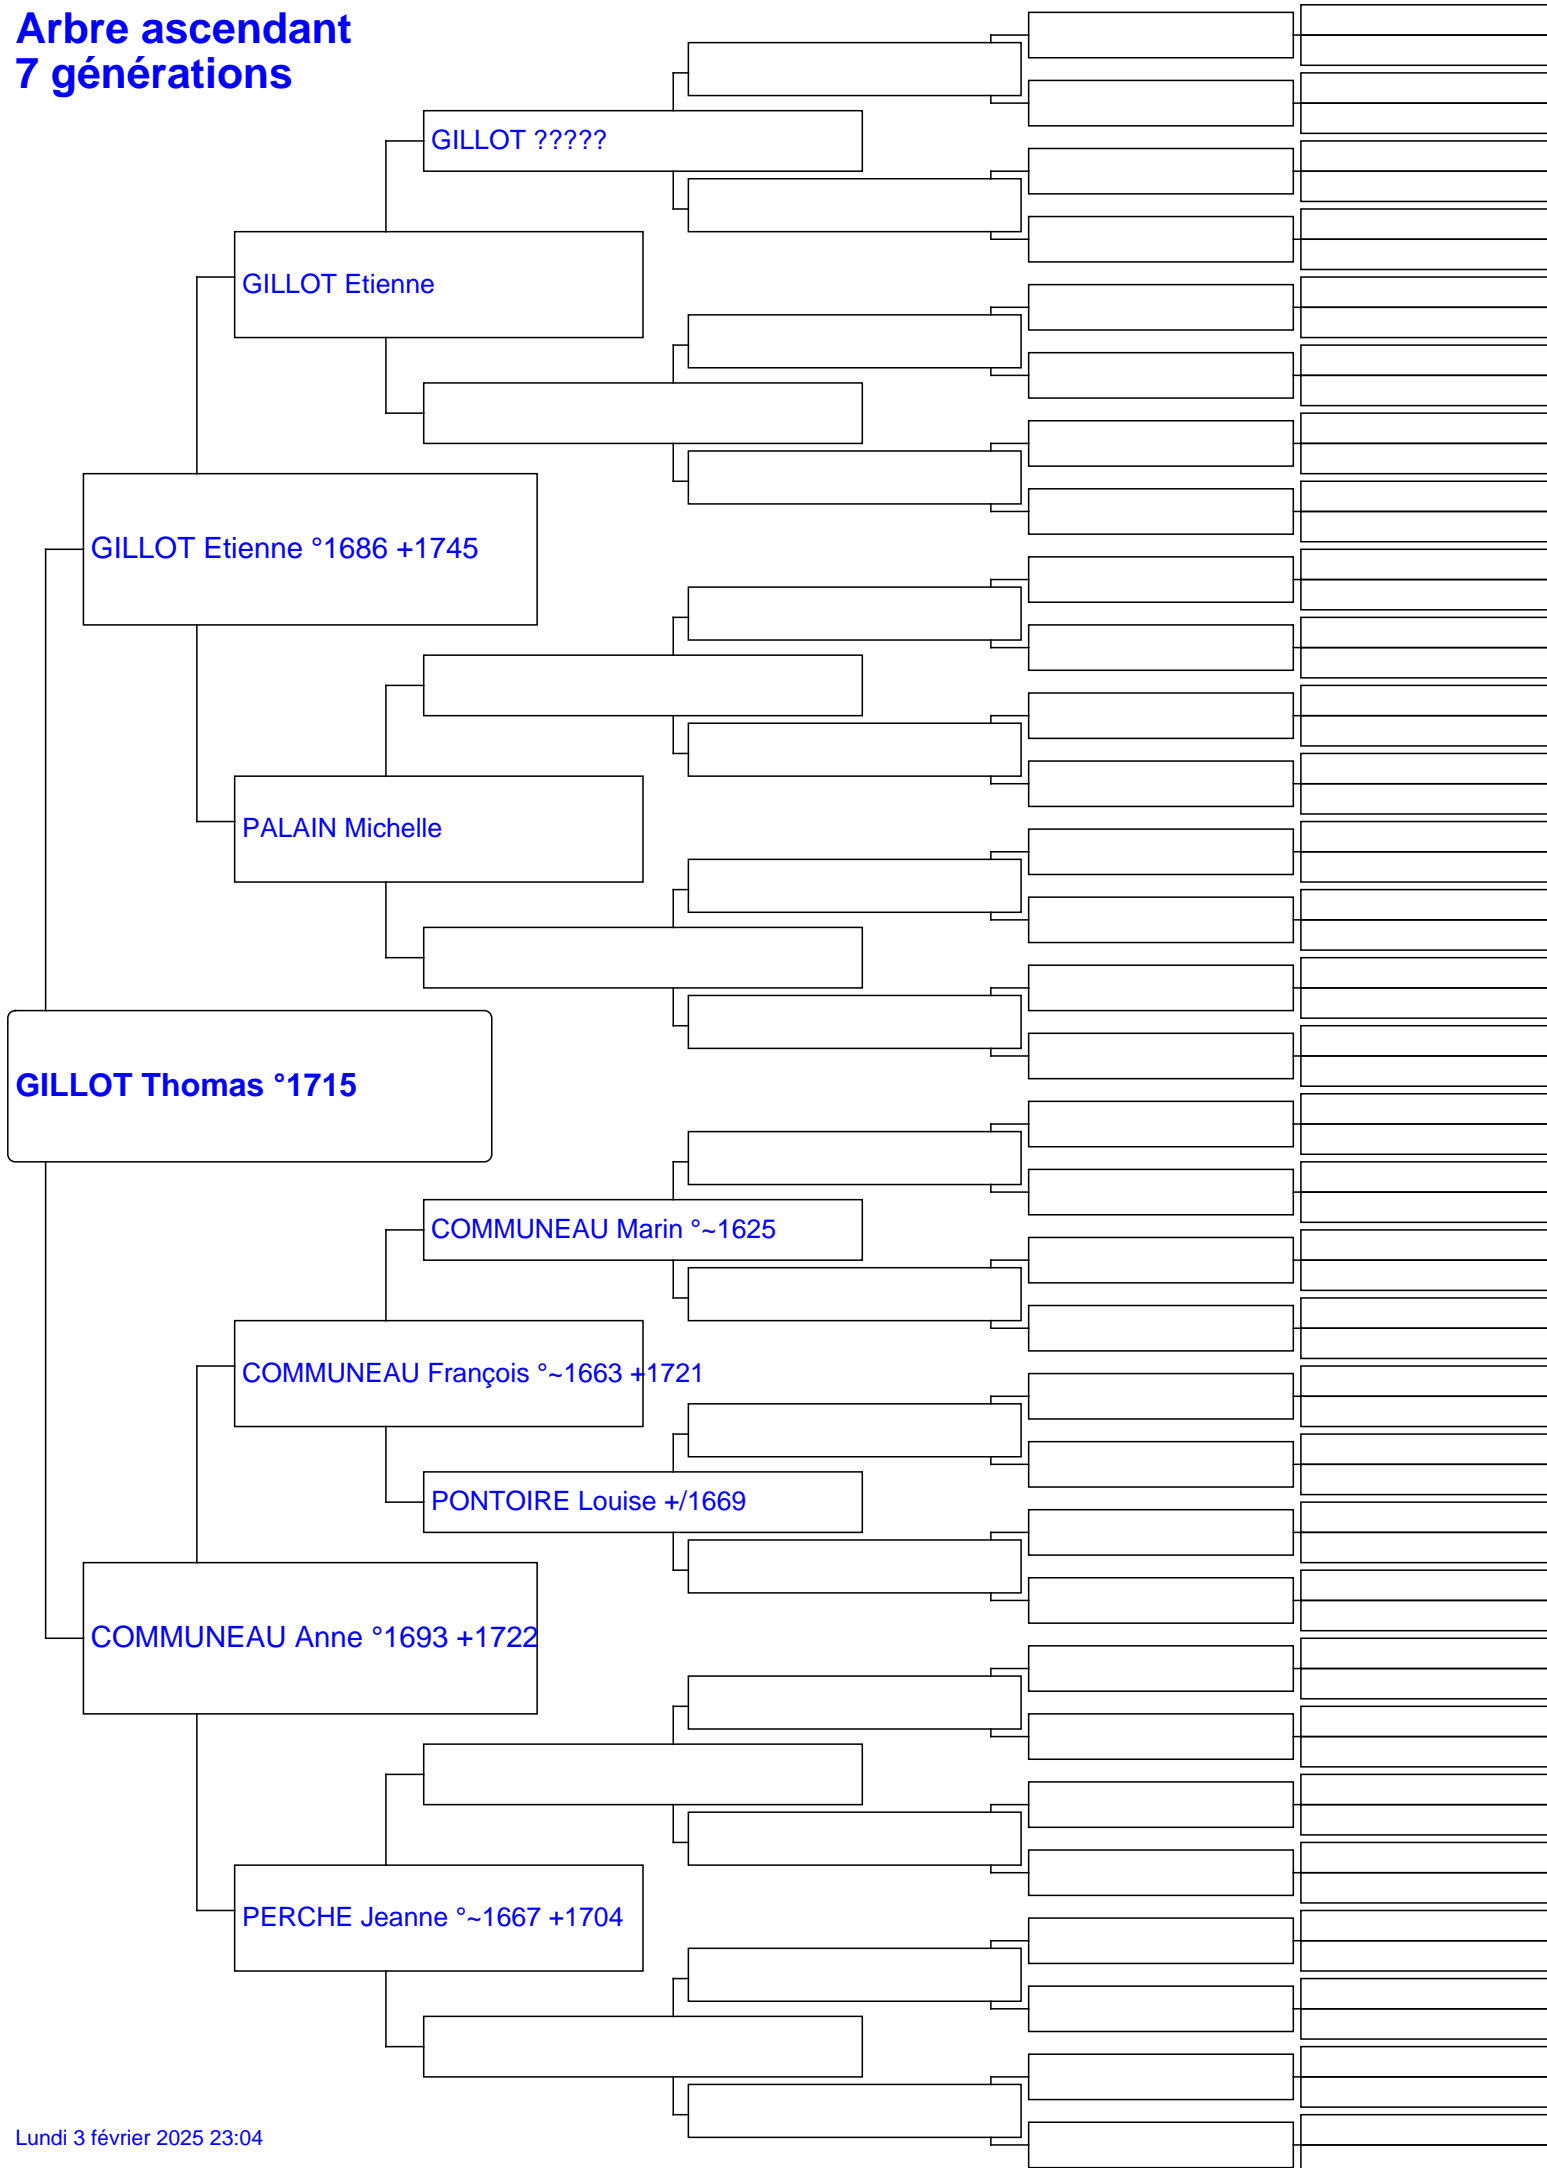 Arbre ascendant
7 générations
GILLOT ?????
GILLOT Etienne
GILLOT Etienne °1686 +1745
PALAIN Michelle
GILLOT Thomas °1715
COMMUNEAU Marin °~1625
COMMUNEAU François °~1663 +1721
PONTOIRE Louise +/1669
COMMUNEAU Anne °1693 +1722
PERCHE Jeanne °~1667 +1704
Lundi 3 février 2025 23:04